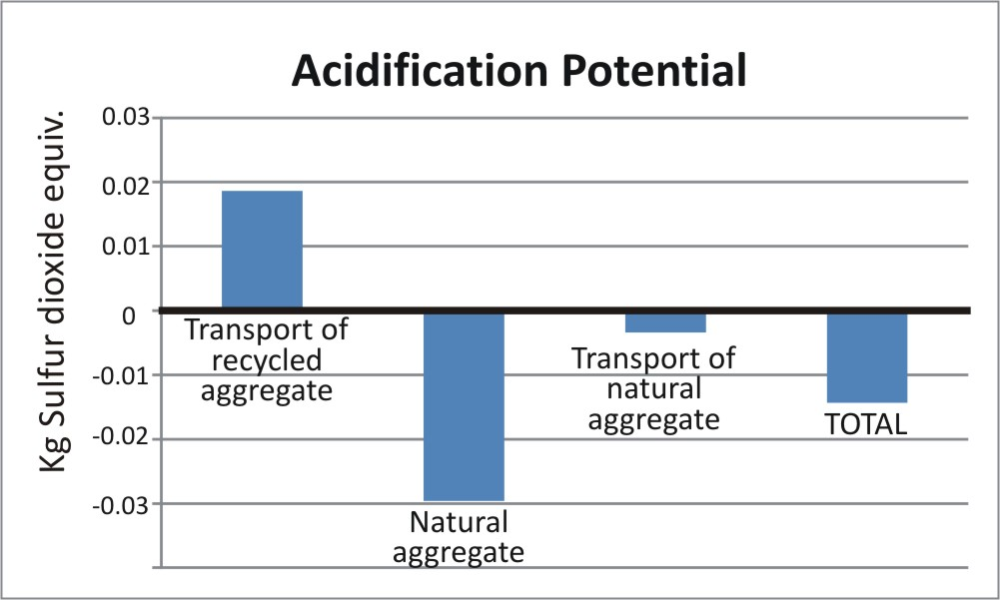 Acidification Potential
Kg Sulfur dioxide equiv.
0.03
0.02
0.01
0
-0.01
-0.02
-0.03
Transport of
recycled
aggregate
Natural
aggregate
Transport of
natural
aggregate
TOTAL